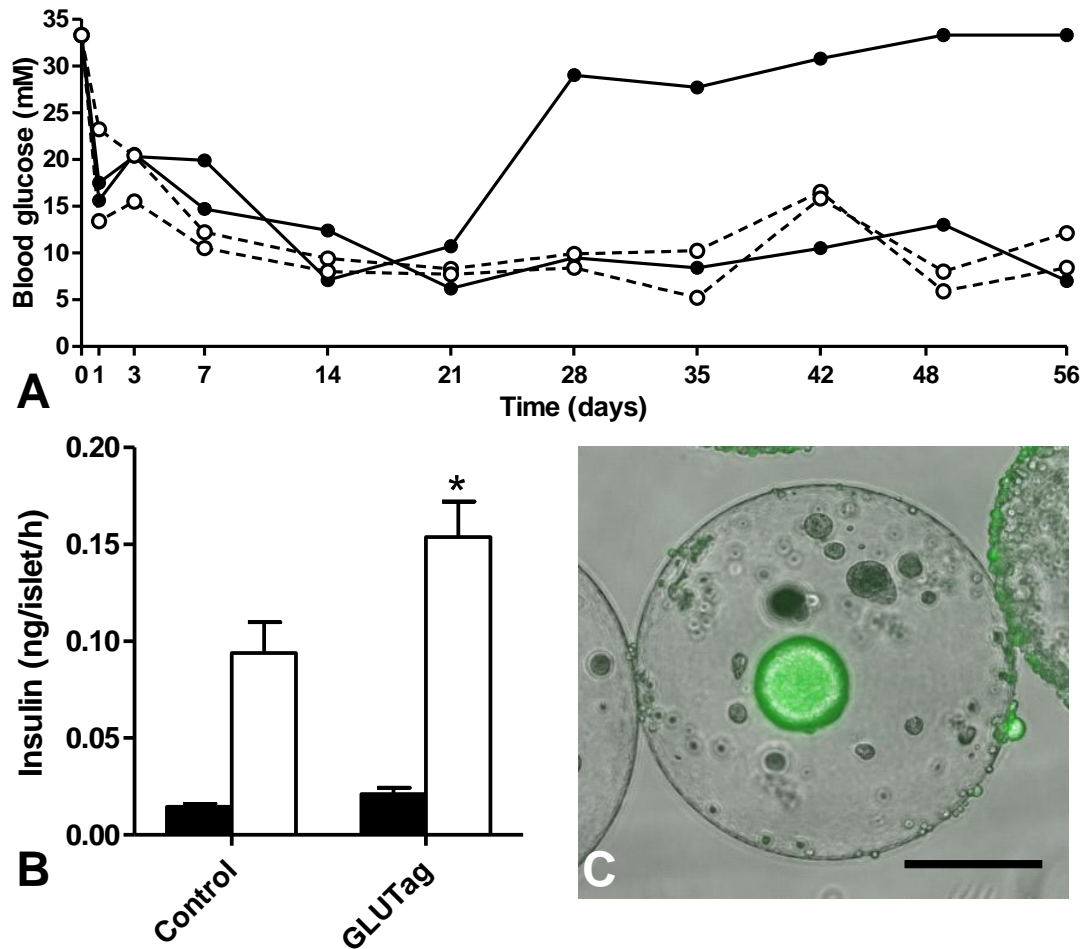 35
30
25
20
15
10
5
0
Blood glucose (mM)
0 1 3 7 14 21 28 35 42 48 56
Time (days)
A
0.20
0.15
0.10
0.05
0.00
Insulin (ng/islet/h)
*
Control
GLUTag
B
C